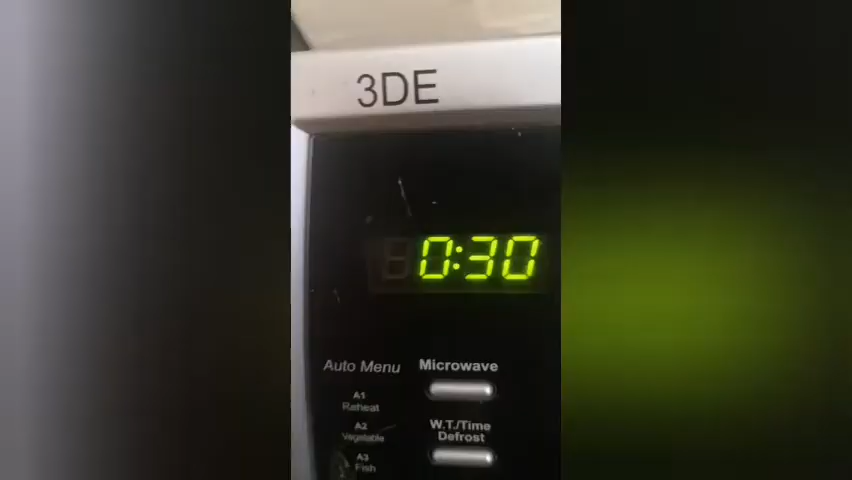 3DE
0:30
Auto Menu
Microwave
A1
Reheat
A2
Vegetable
A3
Fish
W.T./Time
Defrost